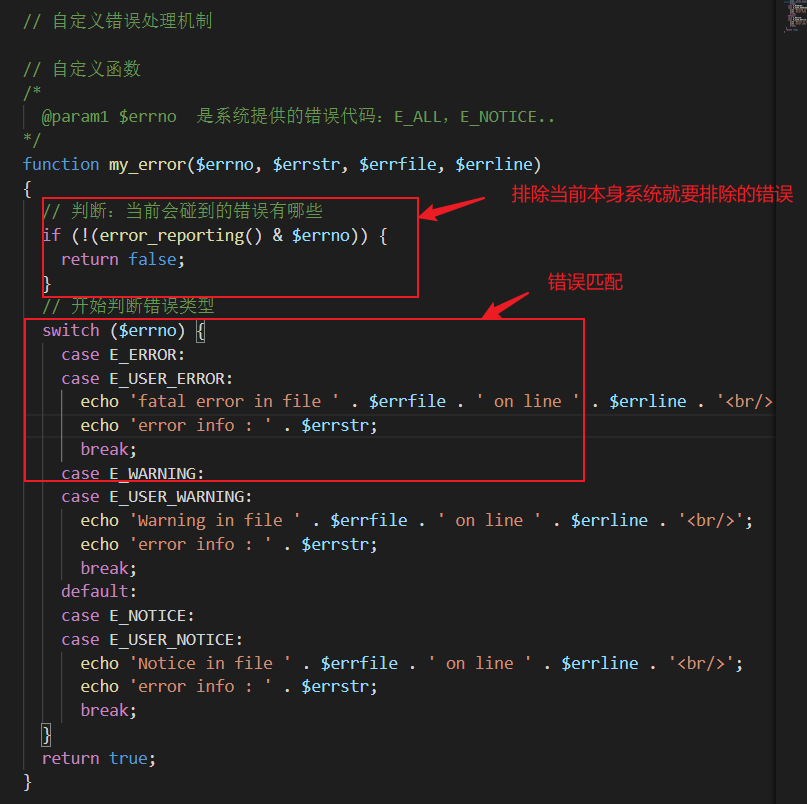 // 自定义错误处理机制
// 自定义函数
/*
@param1 $errno  是系统提供的错误代码：E_ALL，E_NOTICE..
*/
function my_error($errno, $errstr, $errfile, $errline)
{
排除当前本身系统就要排除的错误
// 判断：当前会碰到的错误有哪些
if (!(error_reporting() & $errno)) {
return false;
}
错误匹配
// 开始判断错误类型
switch ($errno) {
case E_ERROR:
case E_USER_ERROR:
echo 'fatal error in file ' . $errfile . ' on line ' . $errline . '<br/>
echo 'error info : ' . $errstr;
break;
case E_WARNING:
case E_USER_WARNING:
echo 'Warning in file ' . $errfile . ' on line ' . $errline . '<br/>';
echo 'error info : ' . $errstr;
break;
default:
case E_NOTICE:
case E_USER_NOTICE:
echo 'Notice in file ' . $errfile . ' on line ' . $errline . '<br/>';
echo 'error info : ' . $errstr;
break;
}
return true;
}